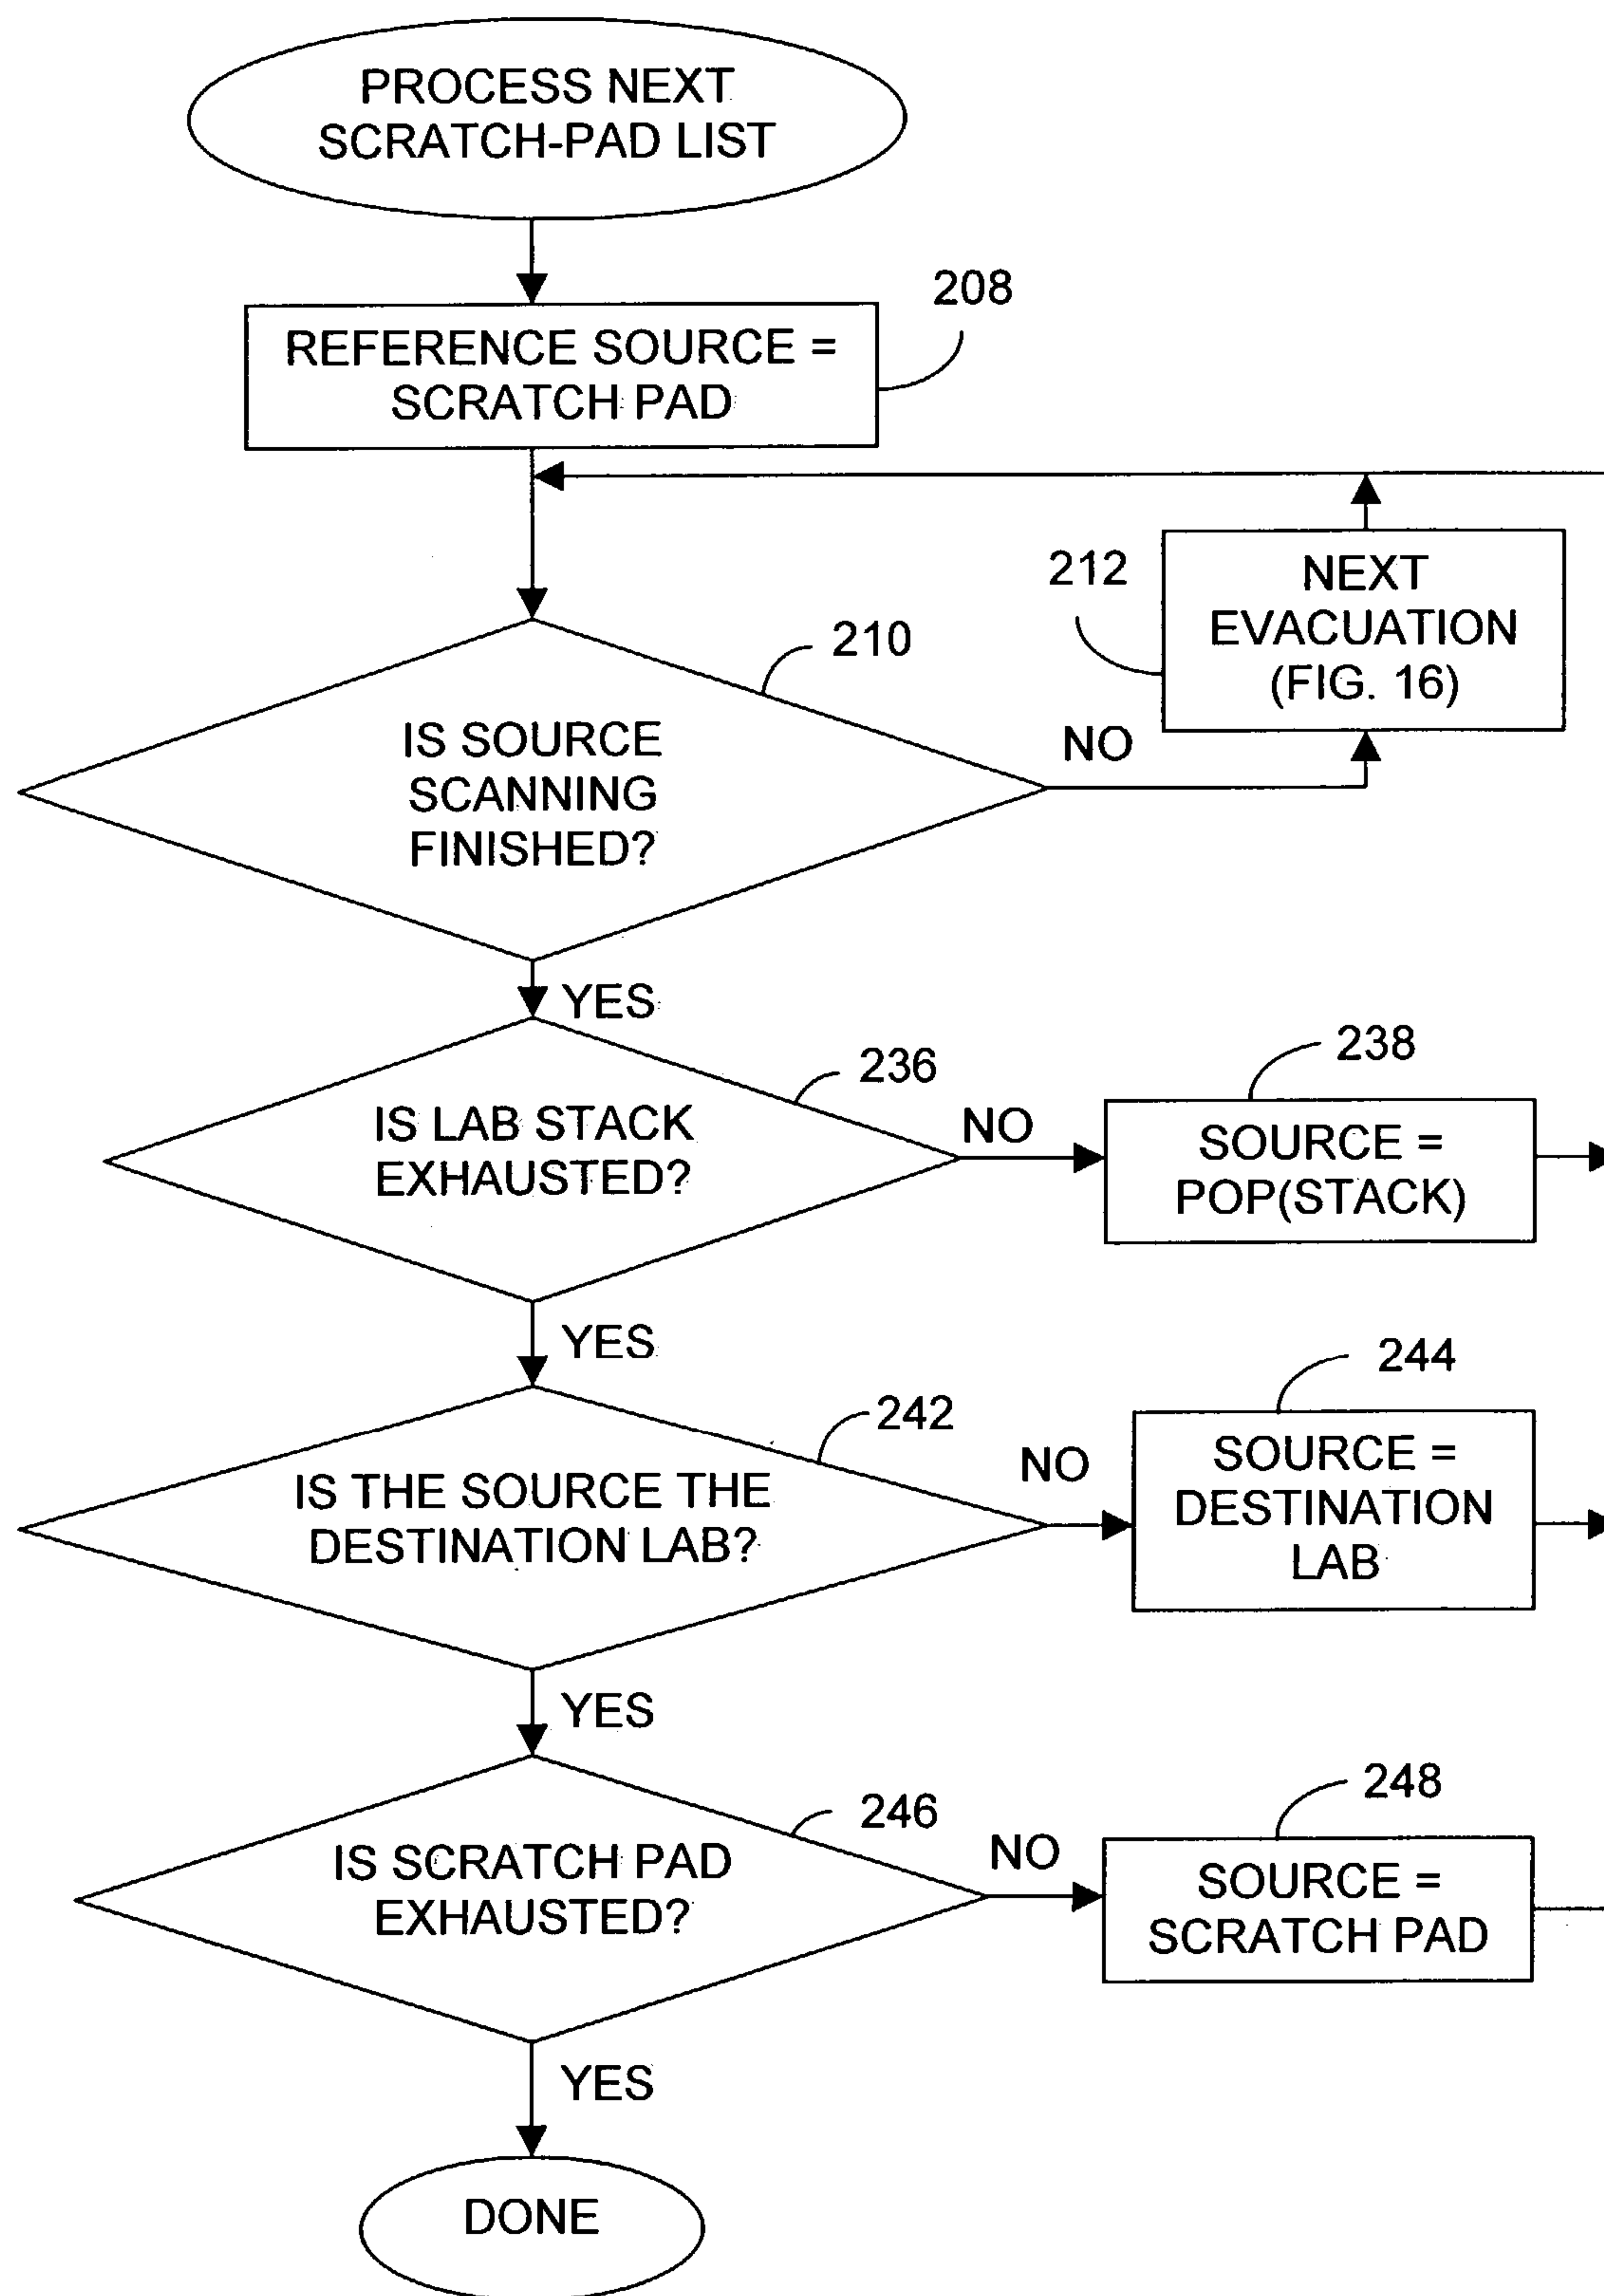 PROCESS NEXT
SCRATCH-PAD LIST
208
REFERENCE SOURCE =
SCRATCH PAD
212
NEXT
EVACUATION
(FIG. 16)
210
IS SOURCE
SCANNING
FINISHED?
NO
YES
236
IS LAB STACK
EXHAUSTED?
NO
238
SOURCE =
POP(STACK)
YES
242
IS THE SOURCE THE
DESTINATION LAB?
NO
244
SOURCE =
DESTINATION
LAB
YES
246
IS SCRATCH PAD
EXHAUSTED?
NO
248
SOURCE =
SCRATCH PAD
YES
DONE